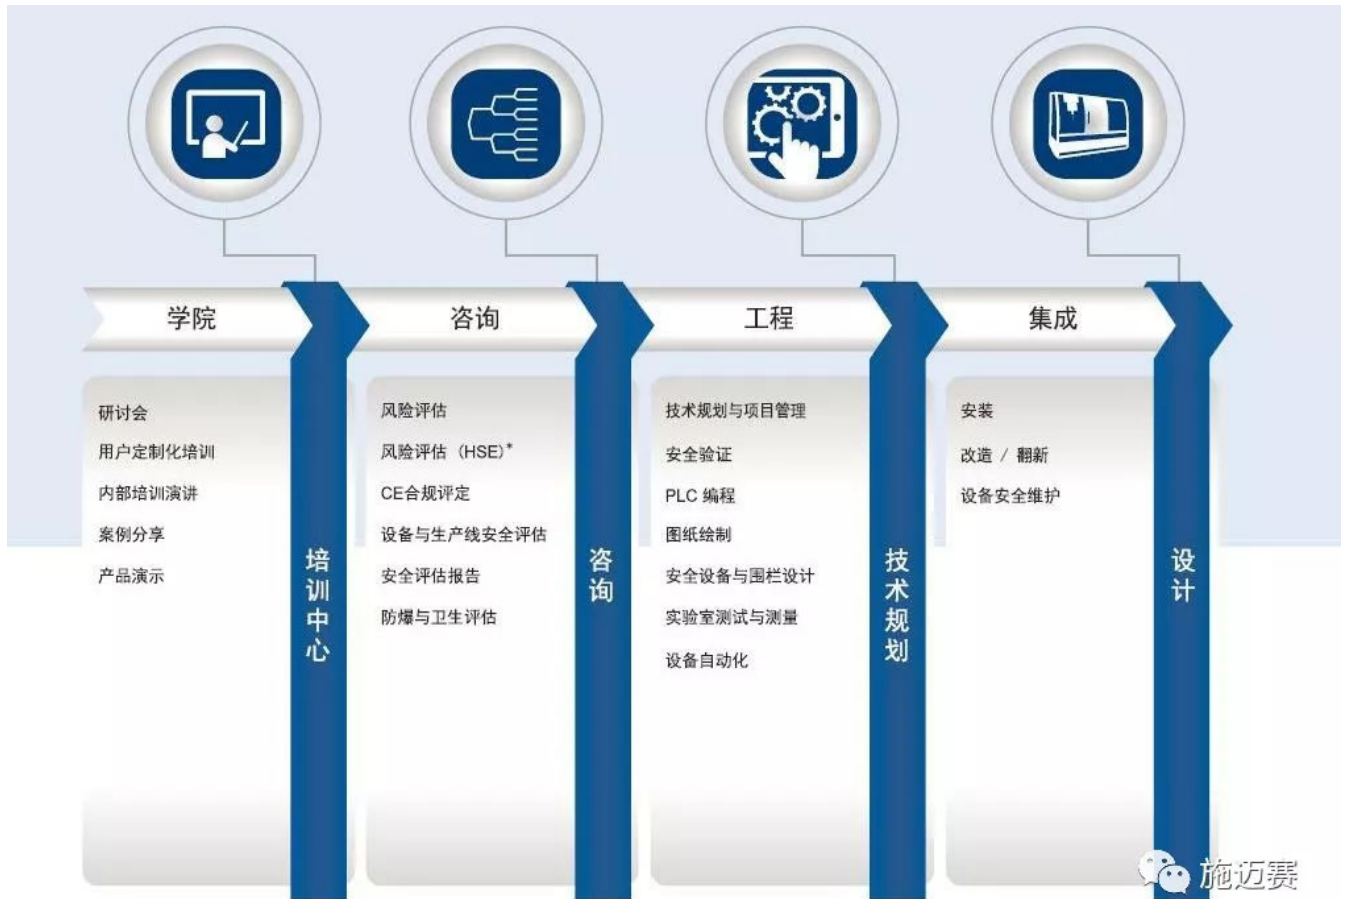 学院
研讨会
用户定制化培训
内部培训演讲
案例分享
产品演示
培训中心
咨询
风险评估
风险评估（HSE）*
CE合规评定
设备与生产线安全评估
安全评估报告
防爆与卫生评估
咨询
工程
技术规划与项目管理
安全验证
PLC 编程
图纸绘制
安全设备与围栏设计
实验室测试与测量
设备自动化
技术规划
集成
安装
改造 / 翻新
设备安全维护
设计
施迈赛